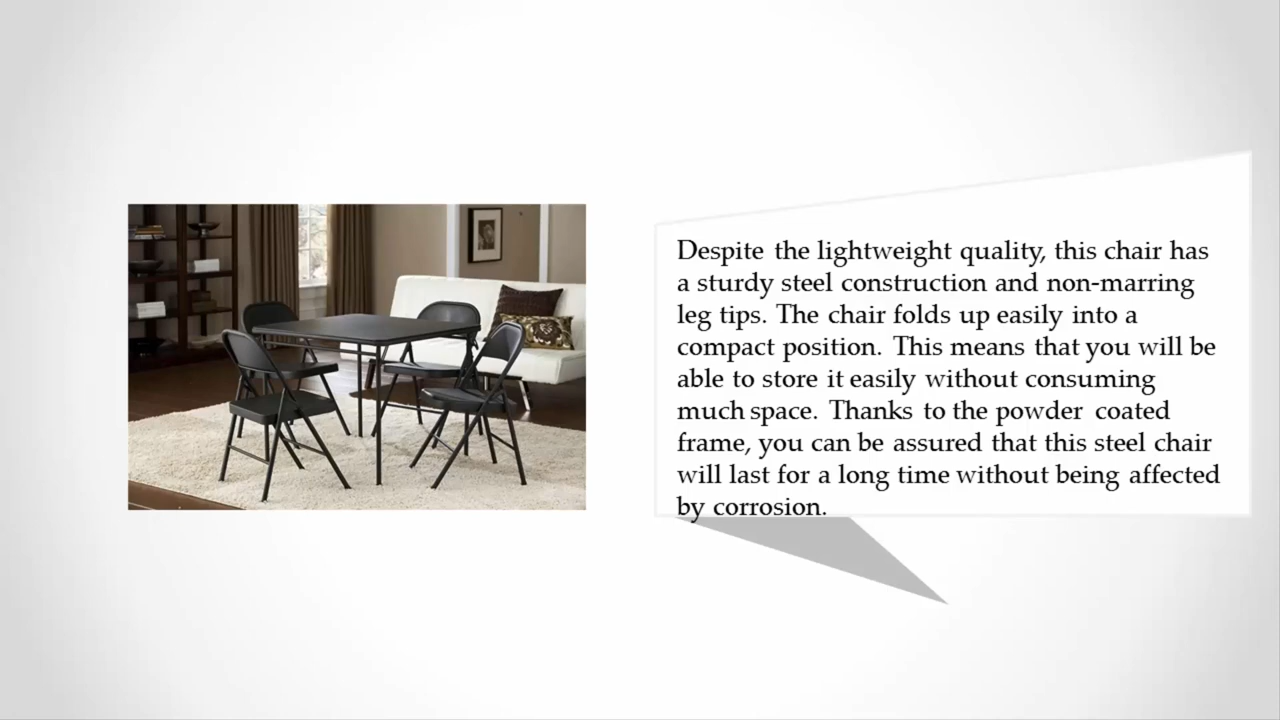 Despite the lightweight quality, this chair has
a sturdy steel construction and non-marring
leg tips. The chair folds up easily into a
compact position. This means that you will be
able to store it easily without consuming
much space. Thanks to the powder coated
frame, you can be assured that this steel chair
will last for a long time without being affected
by corrosion.